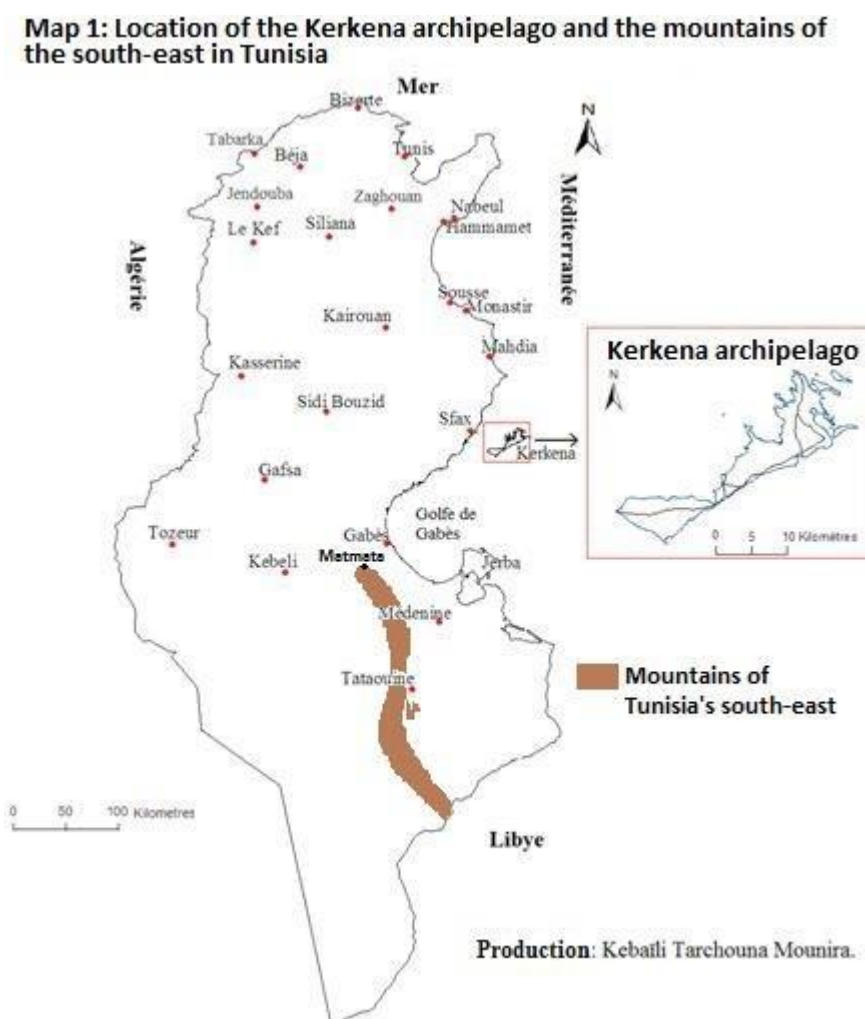 Map 1: Location of the Kerkena archipelago and the mountains of
the south-east in Tunisia
Mer
Bizerte
N
Tabarka
Béja
Tunis
Méditerranée
Jendouba
Zaghouan
Nabeul
Le Kef
Siliana
Hammamet
Algérie
Sousse
Monastir
Kairouan
Mahdia
Kerkena archipelago
N
Kasserine
Sidi Bouzid
Sfax
Kerkena
Gafsa
Golfe de
Gabès
0 5 10 Kilomètres
Tozeur
Gabès
Matmata
Kebeli
Jerba
Médenine
Tataouine
Mountains of
Tunisia's south-east
0 50 100 Kilometres
Libye
Production: Kebaïli Tarchouna Mounira.